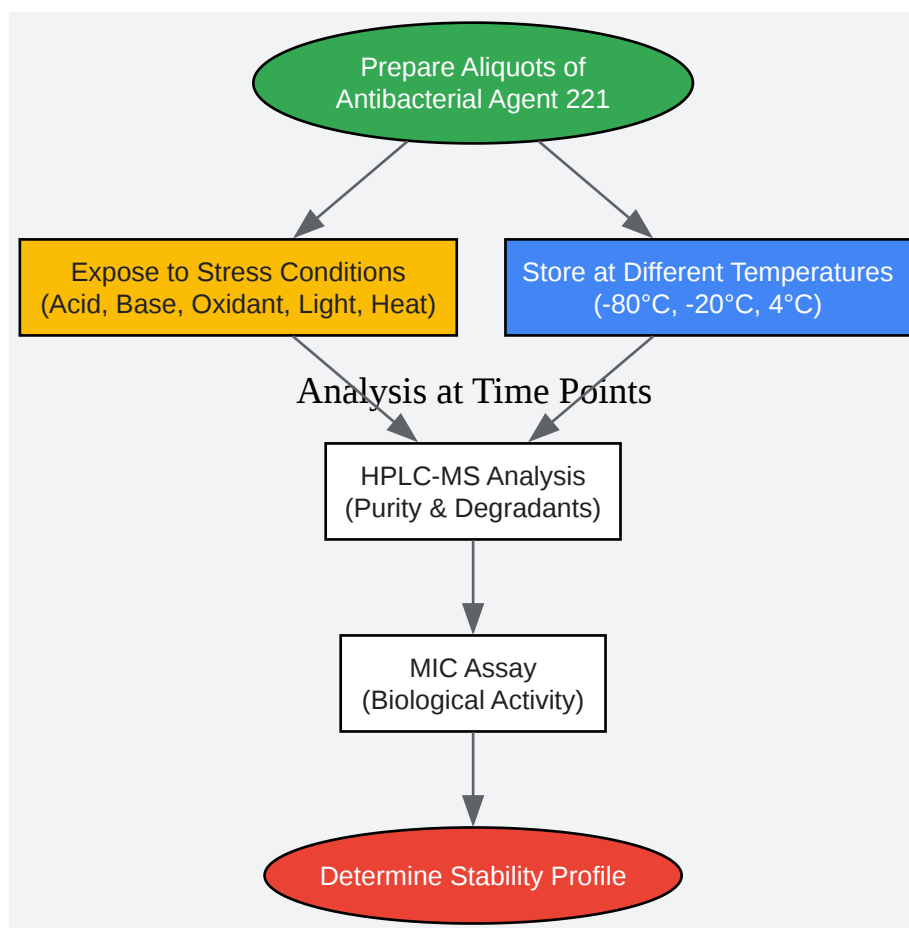 Prepare Aliquots of
Antibacterial Agent 221
Expose to Stress Conditions
(Acid, Base, Oxidant, Light, Heat)
Store at Different Temperatures
(-80°C, -20°C, 4°C)
Analysis at Time Points
HPLC-MS Analysis
(Purity & Degradants)
MIC Assay
(Biological Activity)
Determine Stability Profile